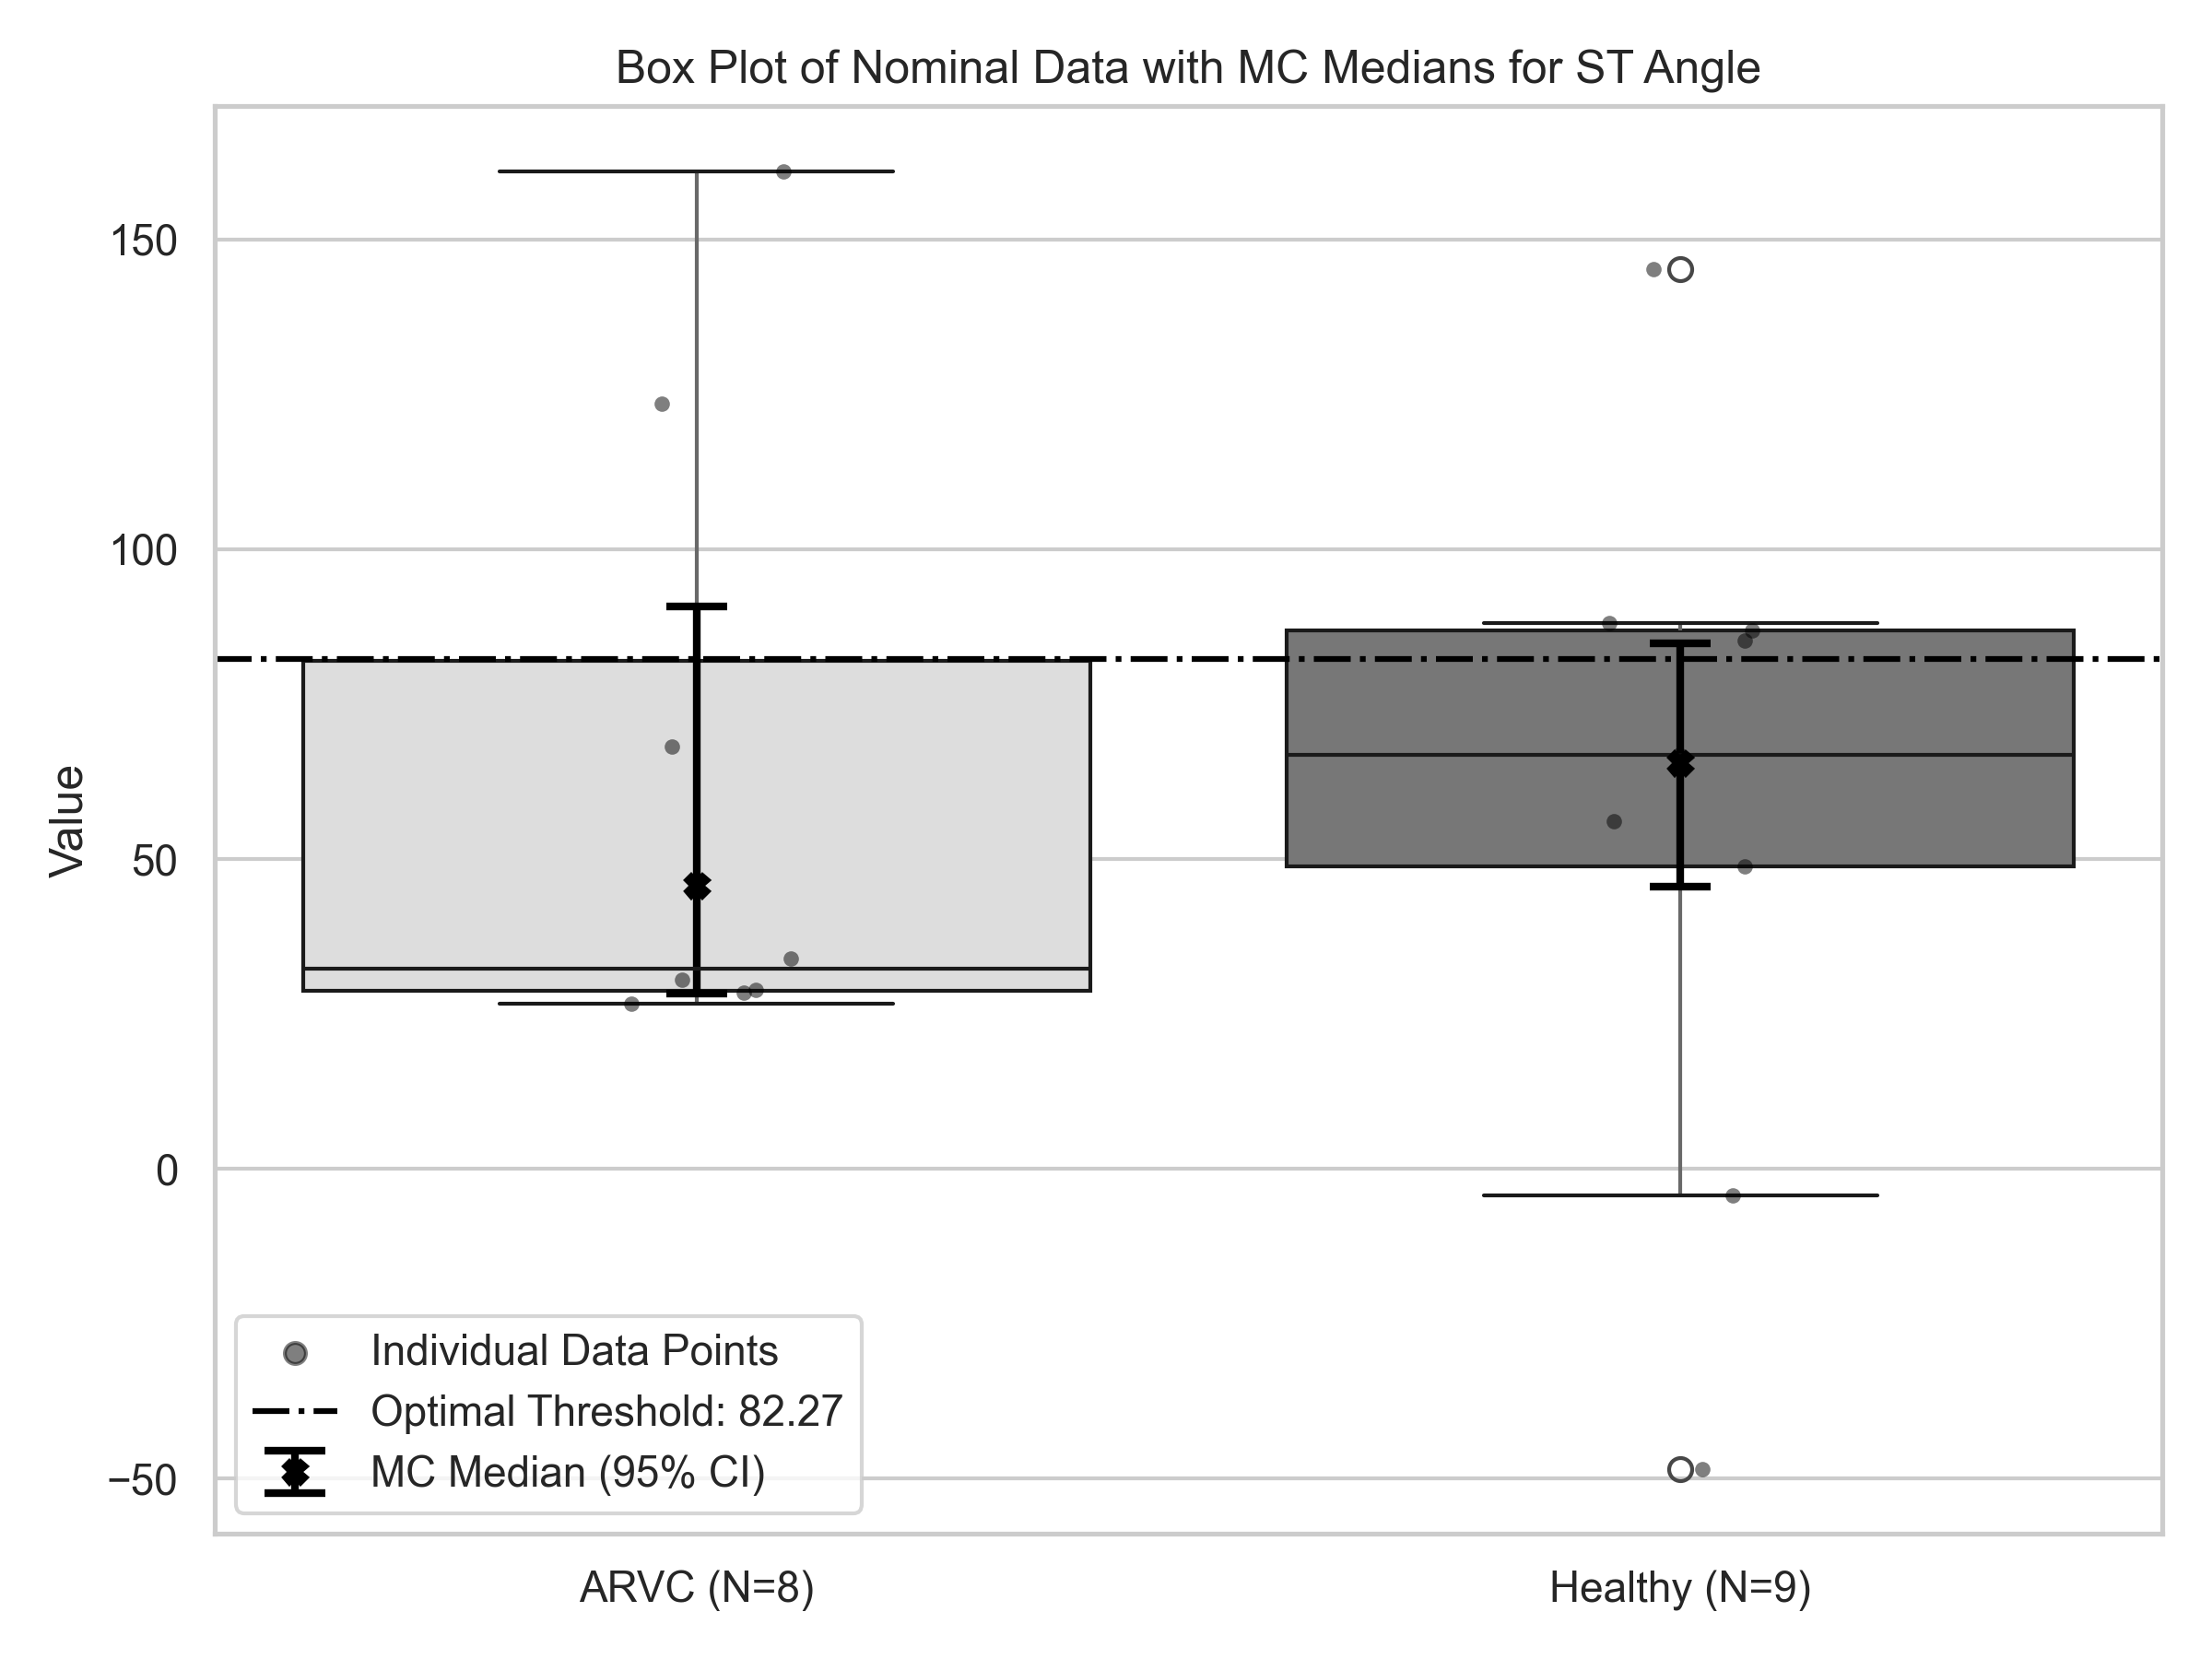 Box Plot of Nominal Data with MC Medians for ST Angle
Value
150
100
50
0
−50
Individual Data Points
Optimal Threshold: 82.27
MC Median (95% CI)
ARVC (N=8)
Healthy (N=9)